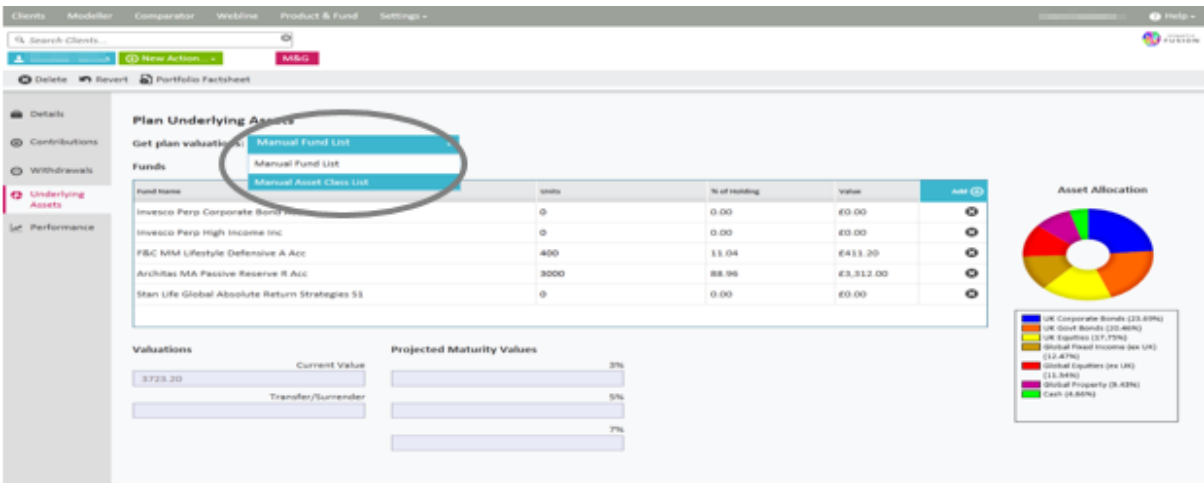 Clients Modeller Comparator Webline Product & Fund Settings
Help
Search Clients...
FUSION
New Action... M&G
Delete Revert Portfolio Factsheet
Details
Contributions
Withdrawals
Underlying
Assets
Performance
Plan Underlying Assets
Get plan valuations: Manual Fund List
Manual Fund List
Manual Asset Class List
Funds
Fund Name Units % of Holding Value Add
Invesco Perp Corporate Bond 0 0.00 £0.00
Invesco Perp High Income Inc 0 0.00 £0.00
F&C MM Lifestyle Defensive A Acc 400 11.04 £411.20
Architas MA Passive Reserve R Acc 3000 88.96 £3,312.00
Stan Life Global Absolute Return Strategies S1 0 0.00 £0.00
Valuations
Current Value
3723.20
Transfer/Surrender
Projected Maturity Values
3%
5%
7%
Asset Allocation
UK Corporate Bonds (23.69%)
UK Govt Bonds (20.46%)
UK Equities (17.75%)
Global Fixed Income (ex UK)
(12.47%)
Global Equities (ex UK)
(11.54%)
Global Property (9.43%)
Cash (4.66%)